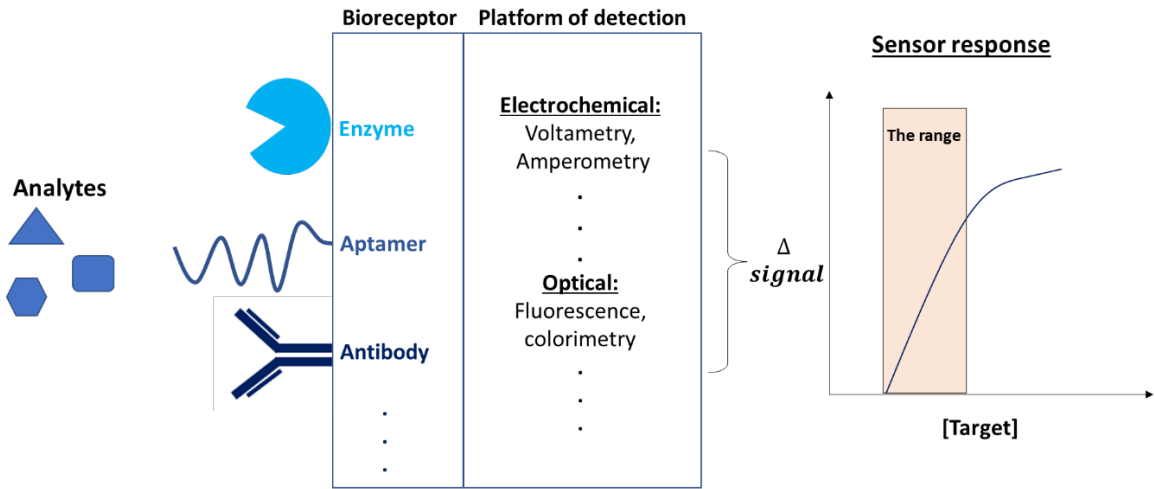 Bioreceptor
Platform of detection
Sensor response
Analytes
Enzyme
Aptamer
Antibody
.
.
.
Electrochemical:
Voltametry,
Amperometry
.
.
.
Optical:
Fluorescence,
colorimetry
.
.
.
Δ
signal
The range
[Target]